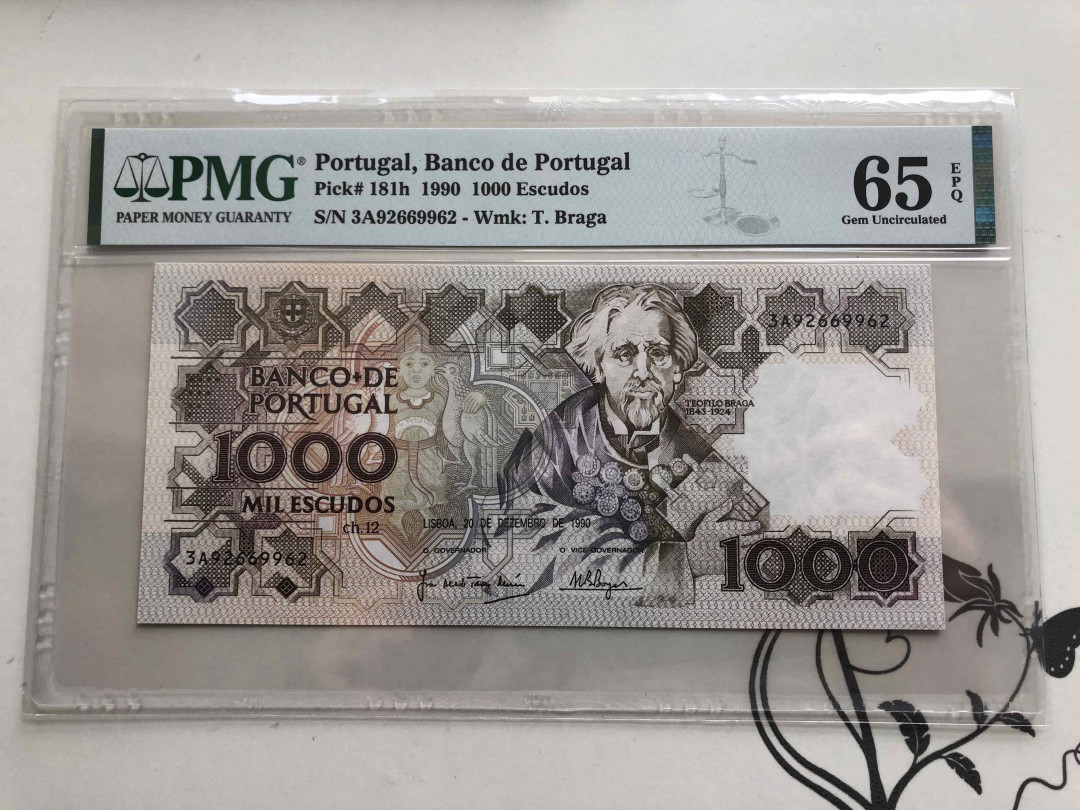 PMG®
PAPER MONEY GUARANTY
Portugal, Banco de Portugal
Pick# 181h 1990 1000 Escudos
S/N 3A92669962 - Wmk: T. Braga
65
EPQ
Gem Uncirculated
3A92669962
BANCO DE
PORTUGAL
1000
MIL ESCUDOS
ch.12
TEOFILO BRAGA
1843-1924
LISBOA, 20 DE DEZEMBRO DE 1990
O GOVERNADOR
O VICE-GOVERNADOR
3A92669962
1000